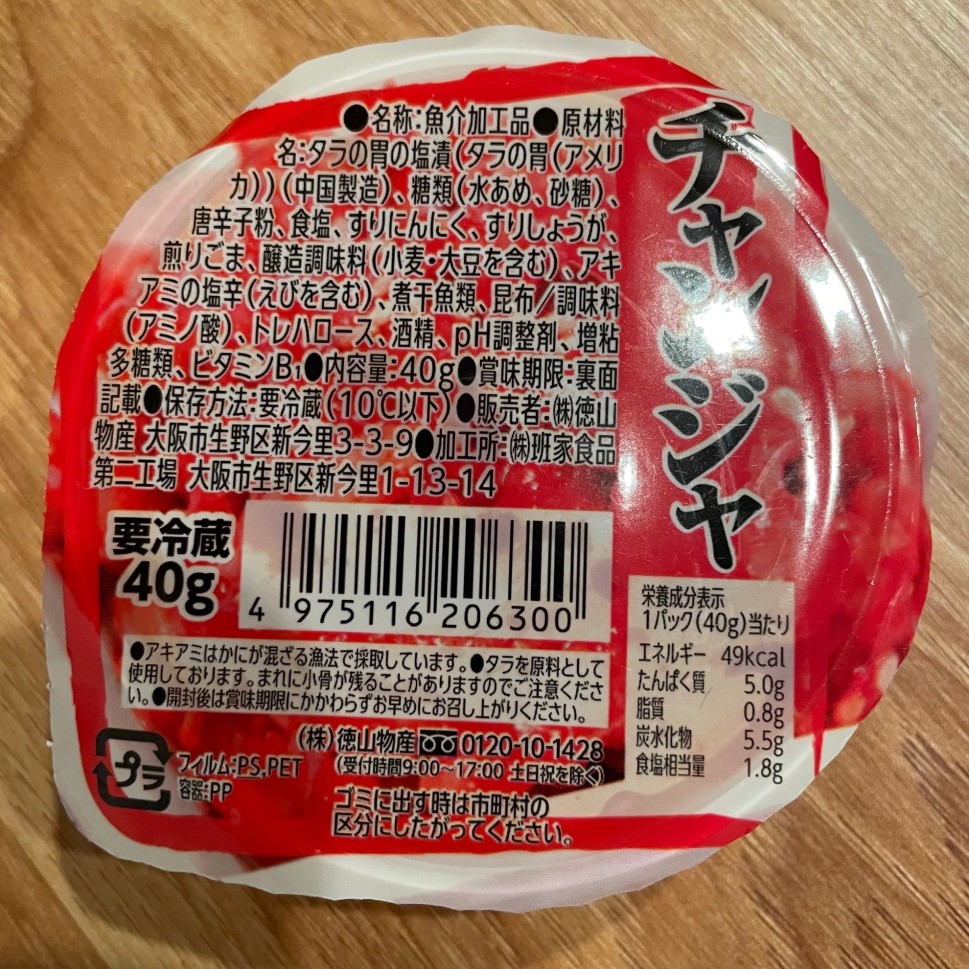 チャンジャ
●名称:魚介加工品●原材料
名:タラの胃の塩漬(タラの胃(アメリ
カ))(中国製造)、糖類(水あめ、砂糖)、
唐辛子粉、食塩、すりにんにく、すりしょうが、
煎りごま、醸造調味料(小麦・大豆を含む)、アキ
アミの塩辛(えびを含む)、煮干魚類、昆布/調味料
(アミノ酸)、トレハロース、酒精、pH調整剤、増粘
多糖類、ビタミンB₁●内容量:40g●賞味期限:裏面
記載●保存方法:要冷蔵(10℃以下)●販売者:㈱徳山
物産 大阪市生野区新今里3-3-9●加工所:㈱班家食品
第二工場 大阪市生野区新今里1-13-14
要冷蔵
40g
4 975116 206300
栄養成分表示
1パック(40g)当たり
エネルギー 49kcal
たんぱく質 5.0g
脂質 0.8g
炭水化物 5.5g
食塩相当量 1.8g
●アキアミはかにが混ざる漁法で採取しています。●タラを原料として
使用しております。まれに小骨が残ることがありますのでご注意くださ
い。●開封後は賞味期限にかかわらずお早めにお召し上がりください。
(株)徳山物産 0120-10-1428
(受付時間9:00~17:00 土日祝を除く)
プラ
フィルム:PS,PET
容器:PP
ゴミに出す時は市町村の
区分にしたがってください。